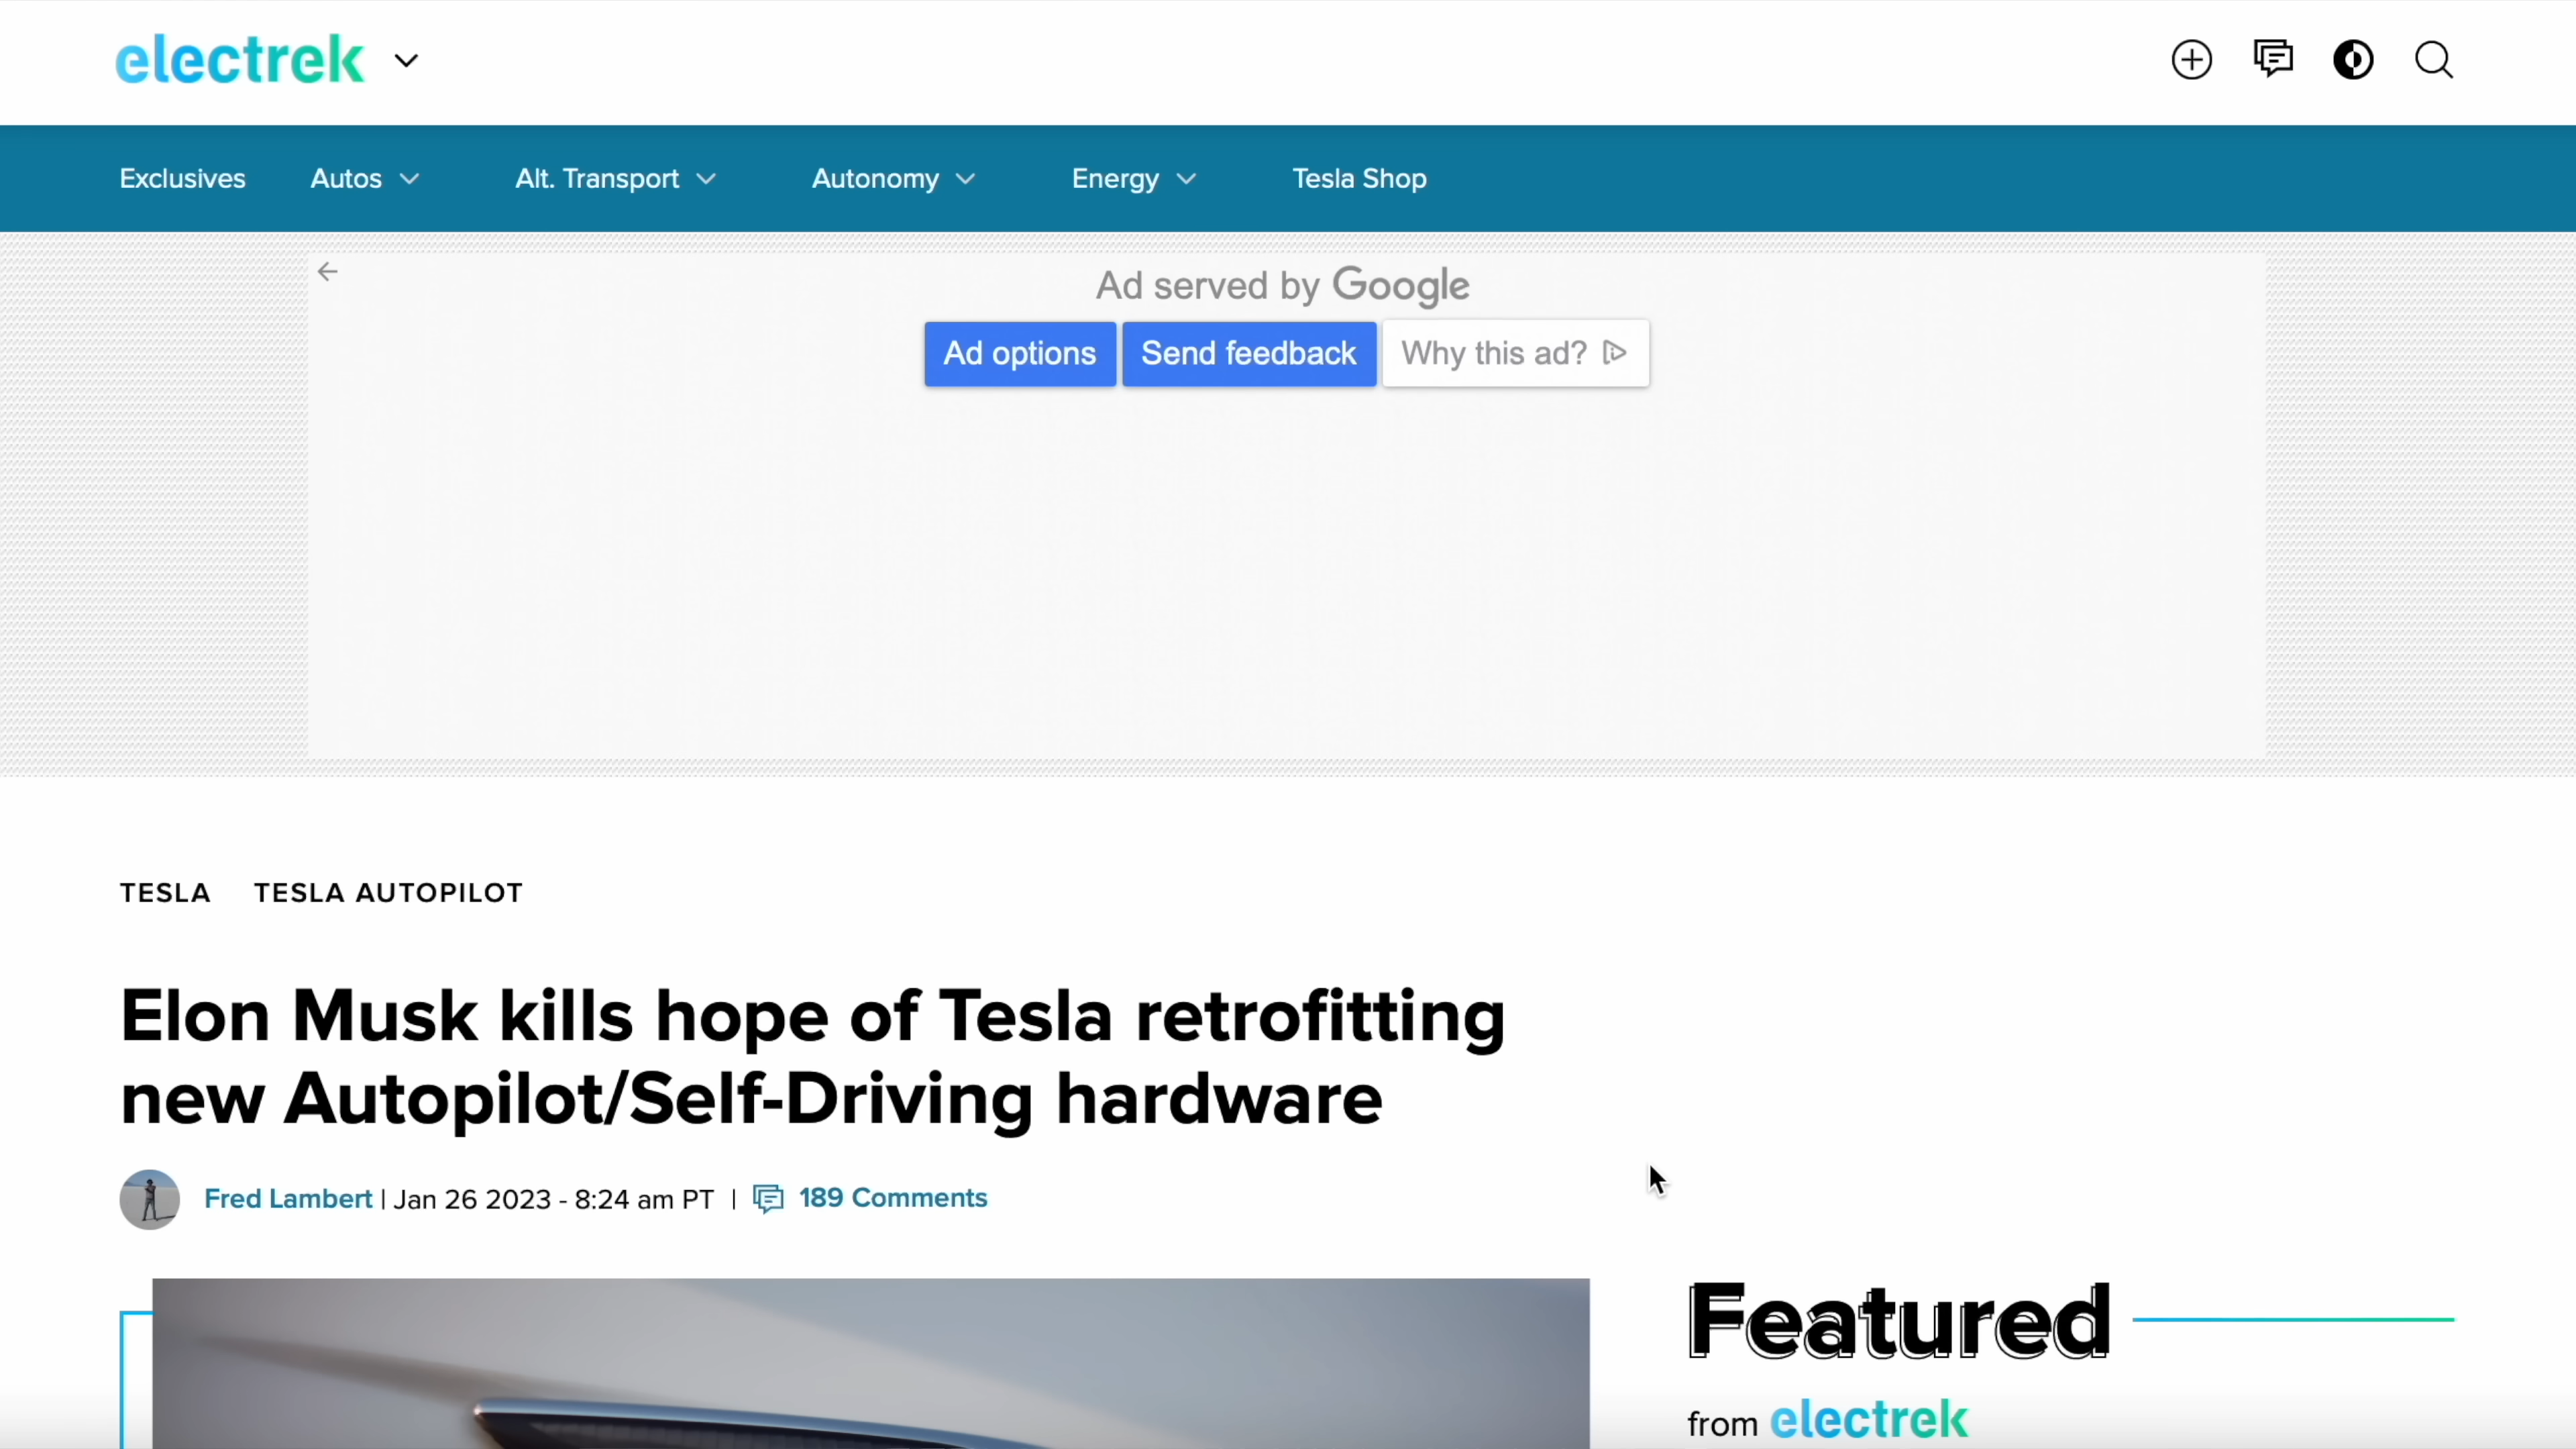 electrek
Exclusives Autos Alt. Transport Autonomy Energy Tesla Shop
Ad served by Google
Ad options Send feedback Why this ad?
TESLA TESLA AUTOPILOT
Elon Musk kills hope of Tesla retrofitting
new Autopilot/Self-Driving hardware
Fred Lambert | Jan 26 2023 - 8:24 am PT | 189 Comments
Featured
from electrek